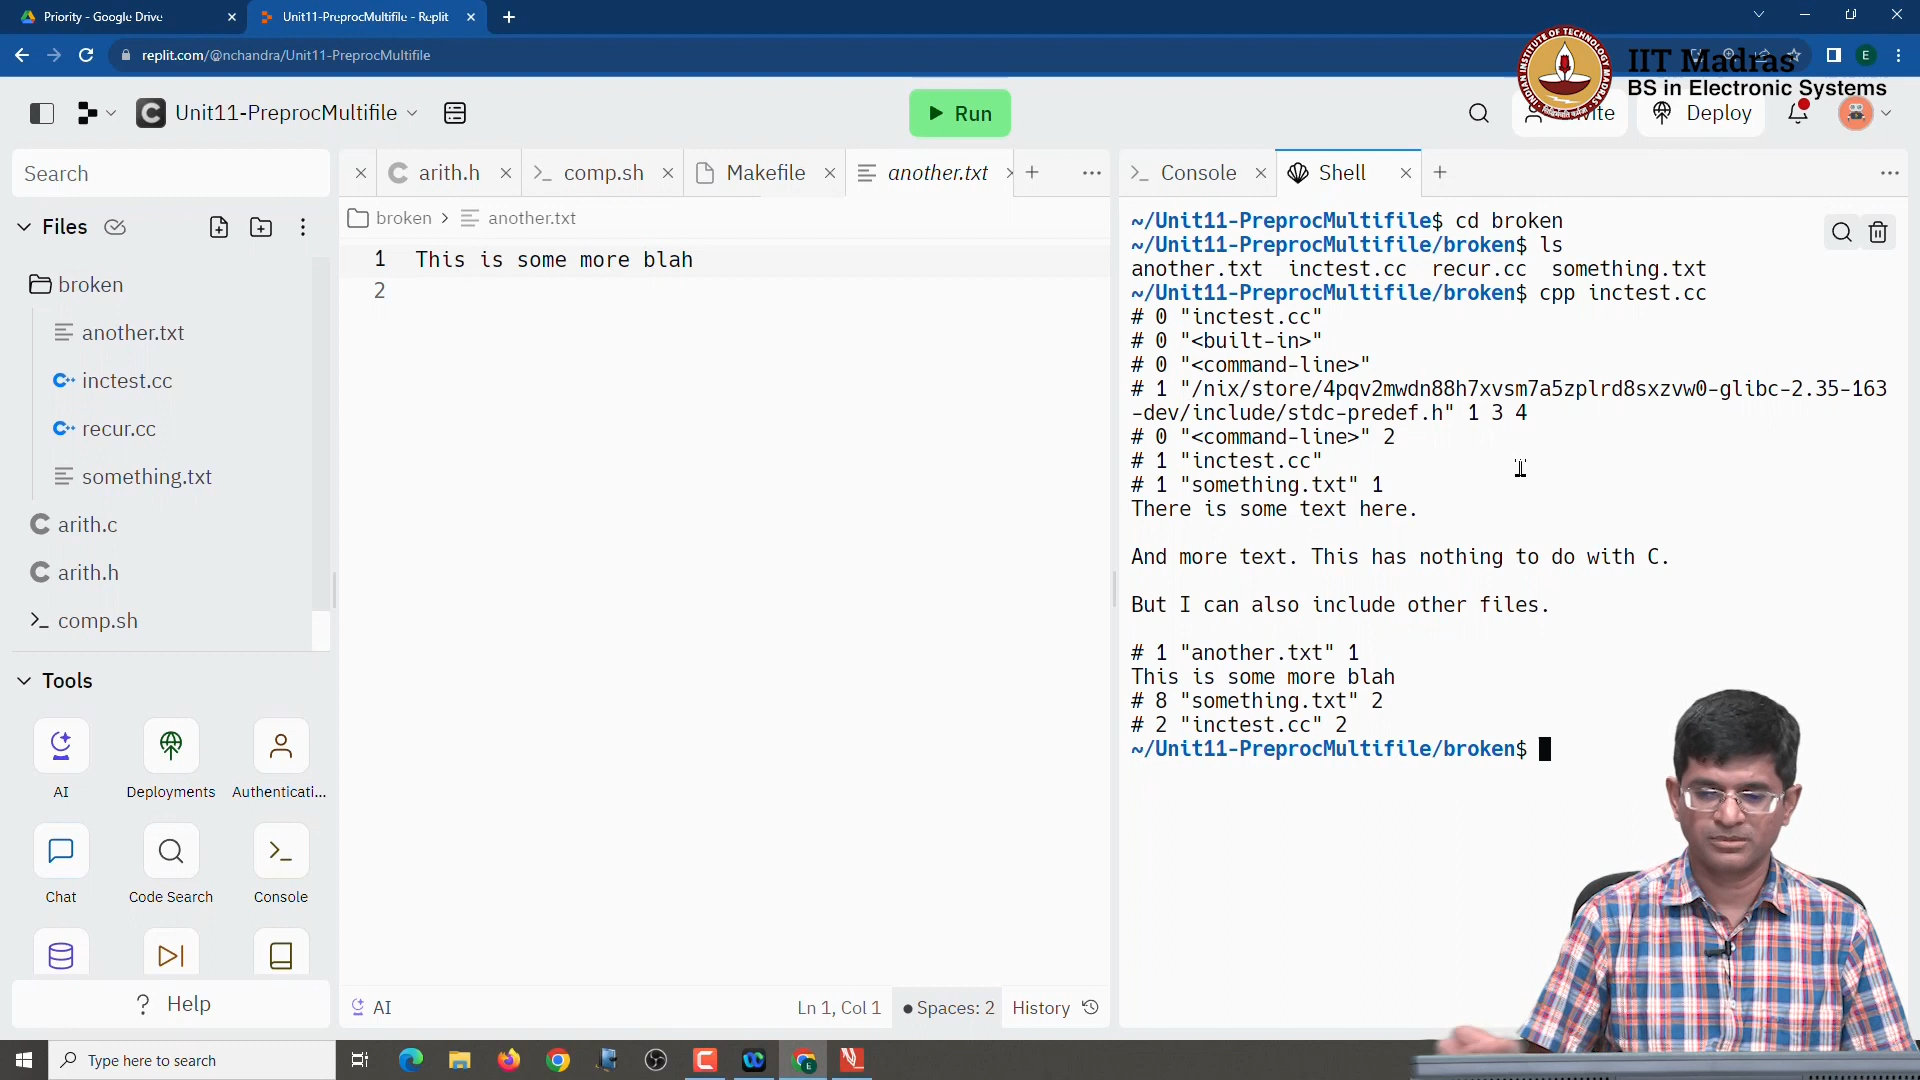 Priority - Google Drive
Unit11-PreprocMultifile - Replit
replit.com/@nchandra/Unit11-PreprocMultifile
IIT Madras
BS in Electronic Systems
Unit11-PreprocMultifile
Run
Deploy
Search
arith.h
comp.sh
Makefile
another.txt
Console
Shell
Files
broken > another.txt
1 This is some more blah
2
broken
another.txt
inctest.cc
recur.cc
something.txt
arith.c
arith.h
comp.sh
Tools
AI
Deployments
Authenticati...
Chat
Code Search
Console
Help
AI
Ln 1, Col 1
Spaces: 2
History
~/Unit11-PreprocMultifile$ cd broken
~/Unit11-PreprocMultifile/broken$ ls
another.txt inctest.cc recur.cc something.txt
~/Unit11-PreprocMultifile/broken$ cpp inctest.cc
# 0 "inctest.cc"
# 0 "<built-in>"
# 0 "<command-line>"
# 1 "/nix/store/4pqv2mwdn88h7xvsm7a5zplrd8sxzvw0-glibc-2.35-163
-dev/include/stdc-predef.h" 1 3 4
# 0 "<command-line>" 2
# 1 "inctest.cc"
# 1 "something.txt" 1
There is some text here.
And more text. This has nothing to do with C.
But I can also include other files.
# 1 "another.txt" 1
This is some more blah
# 8 "something.txt" 2
# 2 "inctest.cc" 2
~/Unit11-PreprocMultifile/broken$
Type here to search